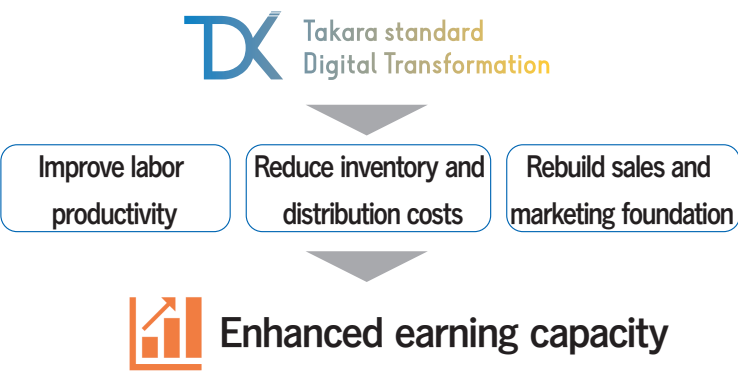 TDX
Takara standard
Digital Transformation
Improve labor
productivity
Reduce inventory and
distribution costs
Rebuild sales and
marketing foundation
Enhanced earning capacity